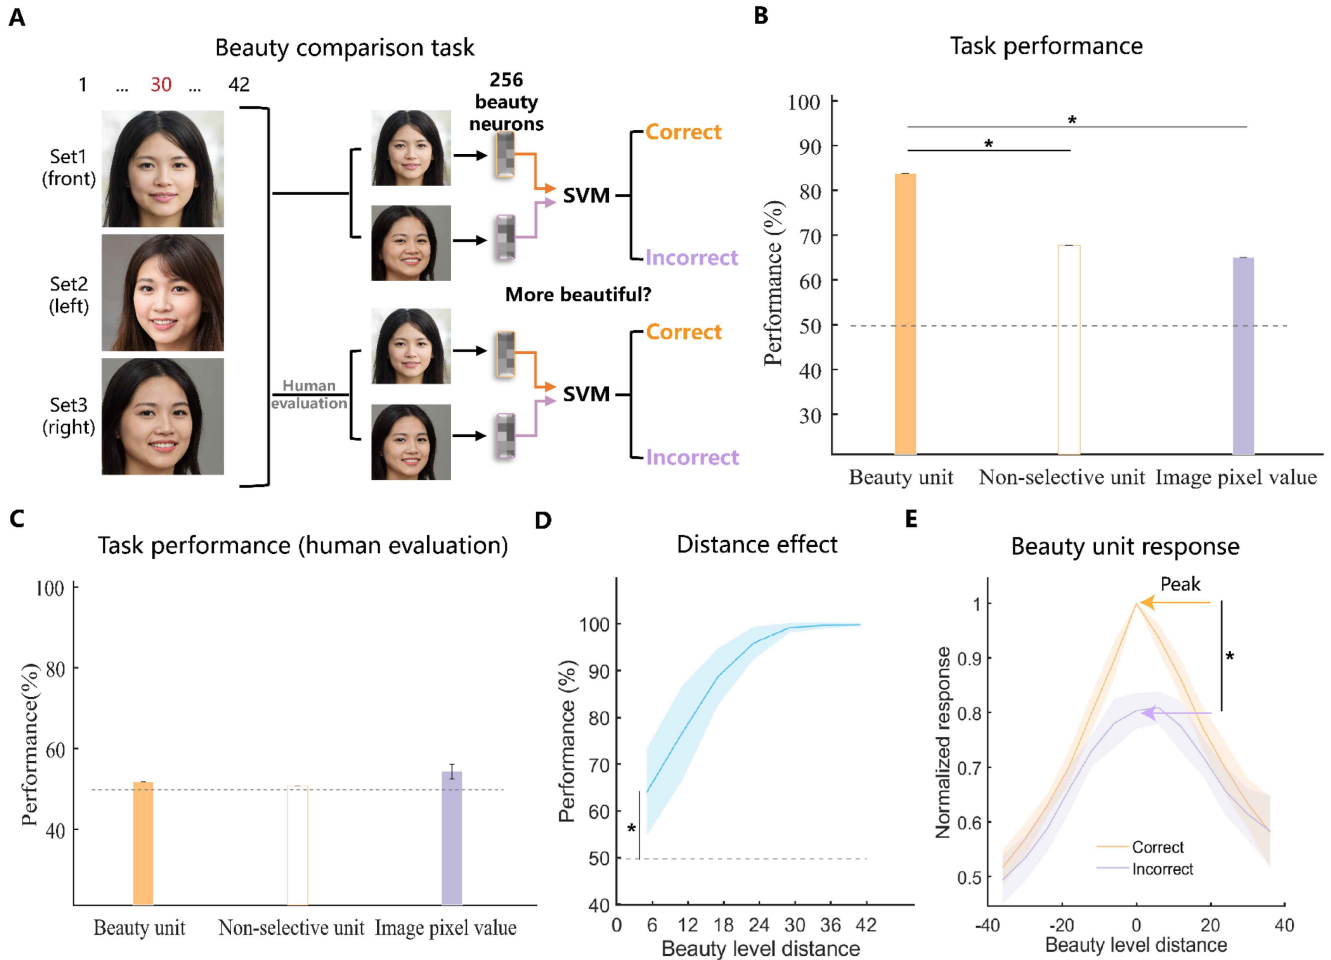 A
Beauty comparison task
1 ... 30 ... 42
Set1
(front)
Set2
(left)
Set3
(right)
256
beauty
neurons
SVM
Correct
Incorrect
More beautiful?
Human
evaluation
SVM
Correct
Incorrect
B
Task performance
Performance (%)
100
90
80
70
60
50
40
30
*
*
Beauty unit
Non-selective unit
Image pixel value
C
Task performance (human evaluation)
Performance(%)
100
80
60
40
Beauty unit
Non-selective unit
Image pixel value
D
Distance effect
Performance (%)
100
90
80
70
60
50
40
*
0 6 12 18 24 30 36 42
Beauty level distance
E
Beauty unit response
Normalized response
1
0.9
0.8
0.7
0.6
0.5
Peak
*
Correct
Incorrect
-40 -20 0 20 40
Beauty level distance